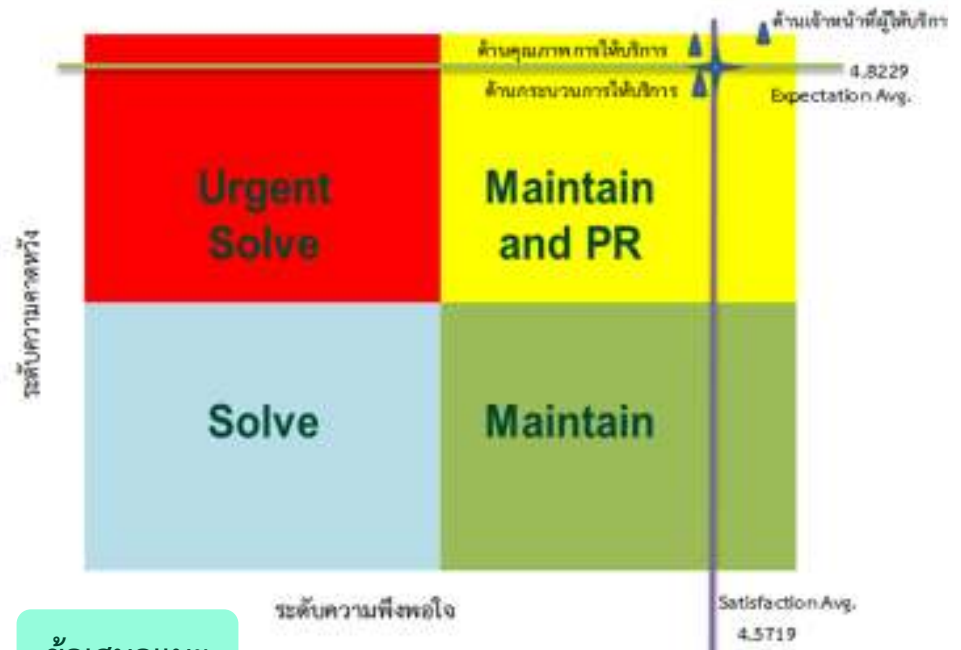 ด้านเจ้าหน้าที่ผู้ให้บริกา
ด้านคุณภาพการให้บริการ
4.8229
ด้านกระบวนการให้บริการ
Expectation Avg.
Urgent
Solve
Maintain
and PR
ระดับความคาดหวัง
Solve
Maintain
ระดับความพึงพอใจ
Satisfaction Avg.
4.5719